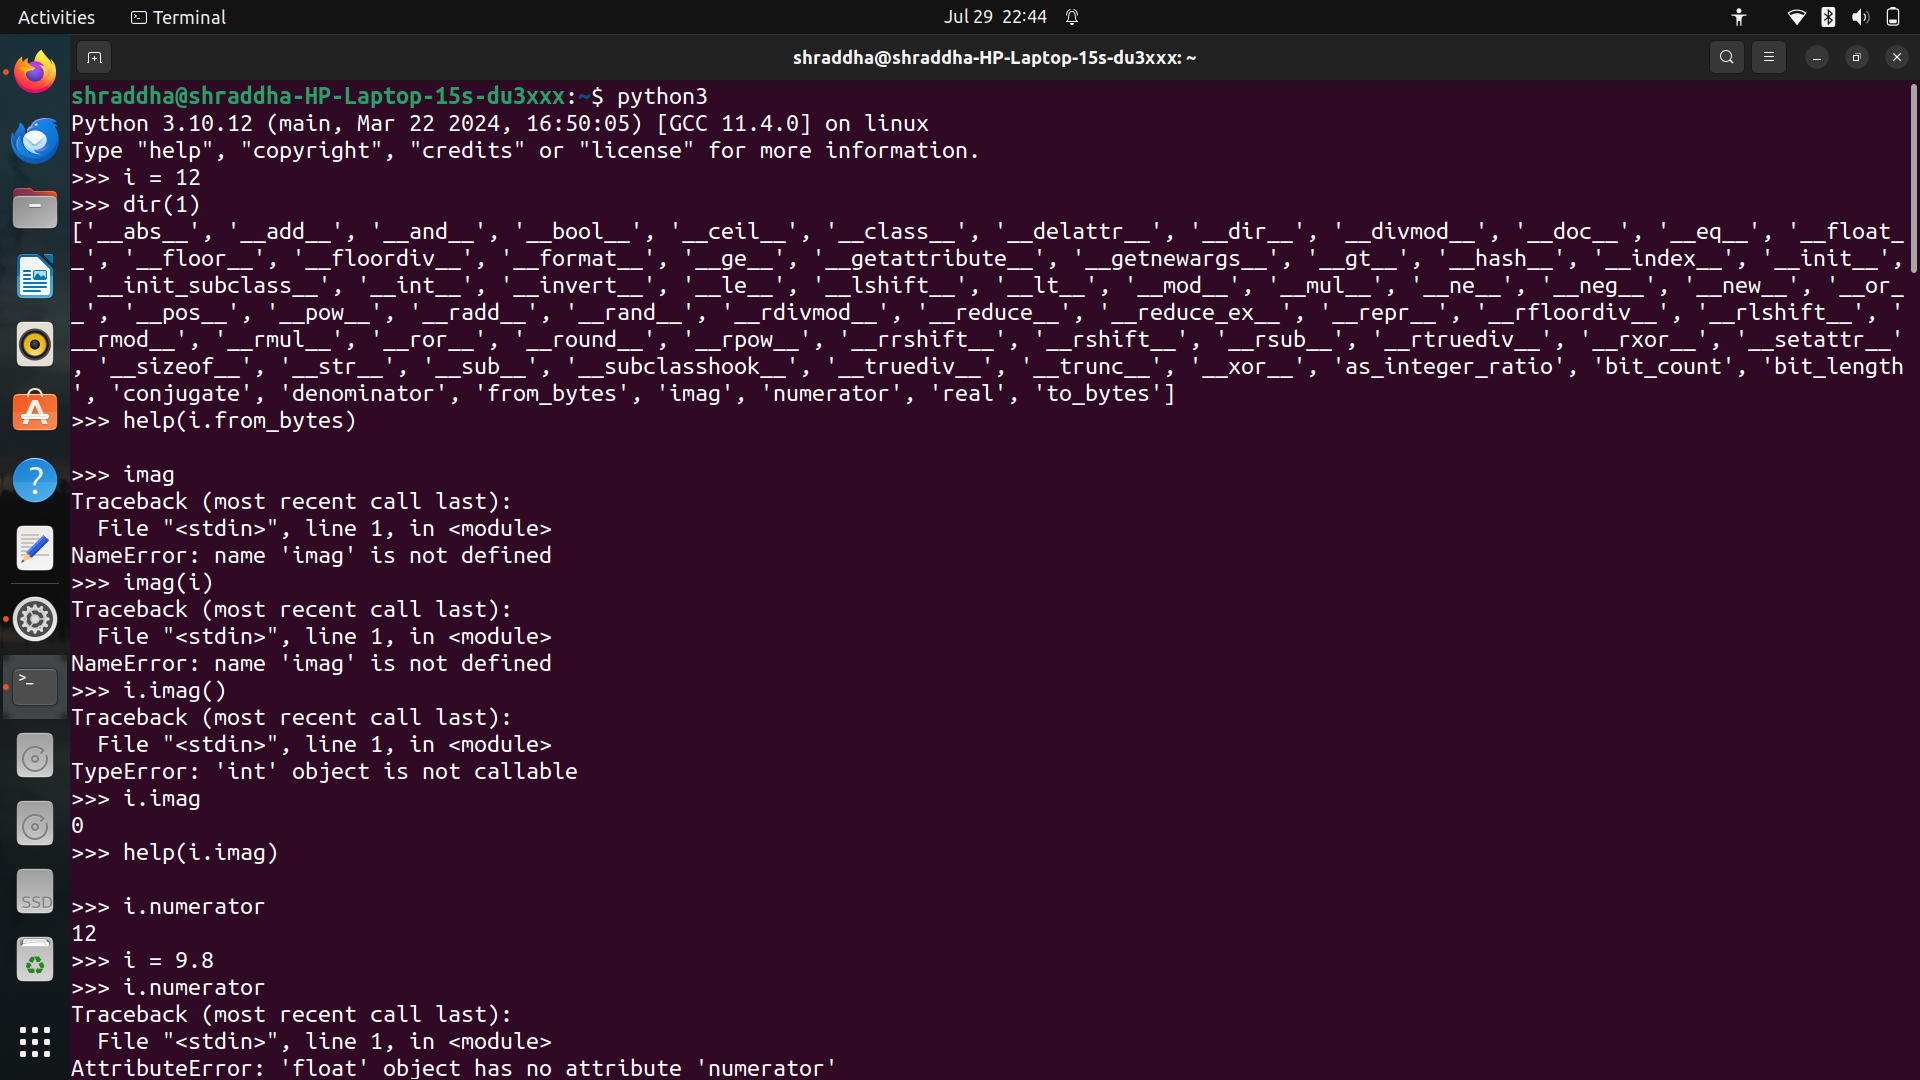 Activities Terminal Jul 29 22:44
shraddha@shraddha-HP-Laptop-15s-du3xxx: ~
shraddha@shraddha-HP-Laptop-15s-du3xxx:~$ python3
Python 3.10.12 (main, Mar 22 2024, 16:50:05) [GCC 11.4.0] on linux
Type "help", "copyright", "credits" or "license" for more information.
>>> i = 12
>>> dir(1)
['__abs__', '__add__', '__and__', '__bool__', '__ceil__', '__class__', '__delattr__', '__dir__', '__divmod__', '__doc__', '__eq__', '__float_
_', '__floor__', '__floordiv__', '__format__', '__ge__', '__getattribute__', '__getnewargs__', '__gt__', '__hash__', '__index__', '__init__',
 '__init_subclass__', '__int__', '__invert__', '__le__', '__lshift__', '__lt__', '__mod__', '__mul__', '__ne__', '__neg__', '__new__', '__or_
_', '__pos__', '__pow__', '__radd__', '__rand__', '__rdivmod__', '__reduce__', '__reduce_ex__', '__repr__', '__rfloordiv__', '__rlshift__', '
__rmod__', '__rmul__', '__ror__', '__round__', '__rpow__', '__rrshift__', '__rshift__', '__rsub__', '__rtruediv__', '__rxor__', '__setattr__'
, '__sizeof__', '__str__', '__sub__', '__subclasshook__', '__truediv__', '__trunc__', '__xor__', 'as_integer_ratio', 'bit_count', 'bit_length
', 'conjugate', 'denominator', 'from_bytes', 'imag', 'numerator', 'real', 'to_bytes']
>>> help(i.from_bytes)
>>> imag
Traceback (most recent call last):
  File "<stdin>", line 1, in <module>
NameError: name 'imag' is not defined
>>> imag(i)
Traceback (most recent call last):
  File "<stdin>", line 1, in <module>
NameError: name 'imag' is not defined
>>> i.imag()
Traceback (most recent call last):
  File "<stdin>", line 1, in <module>
TypeError: 'int' object is not callable
>>> i.imag
0
>>> help(i.imag)
>>> i.numerator
12
>>> i = 9.8
>>> i.numerator
Traceback (most recent call last):
  File "<stdin>", line 1, in <module>
AttributeError: 'float' object has no attribute 'numerator'
SSD